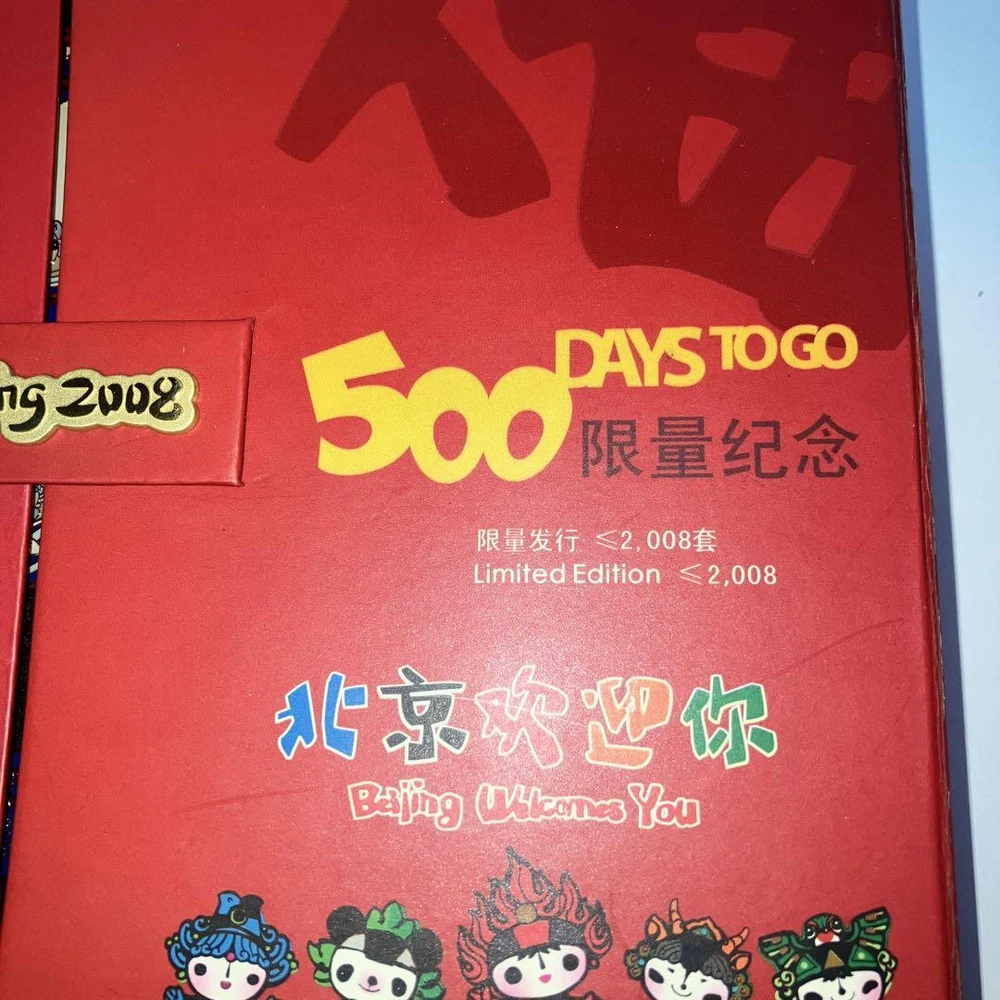 500 DAYS TO GO
限量纪念
ng 2008
限量发行 ≤2,008套
Limited Edition ≤2,008
北京欢迎你
Beijing Welcomes You